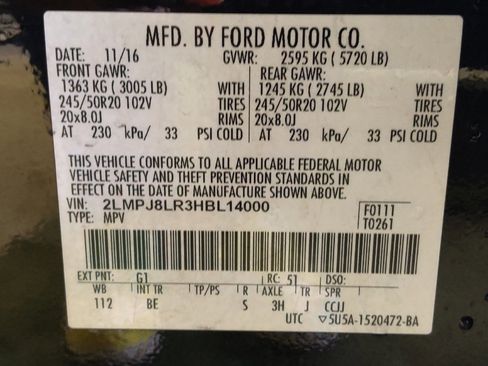 MFD. BY FORD MOTOR CO.
DATE: 11/16 GVWR: 2595 KG ( 5720 LB)
FRONT GAWR: REAR GAWR:
1363 KG ( 3005 LB) WITH 1245 KG ( 2745 LB) WITH
245/50R20 102V TIRES 245/50R20 102V TIRES
20x8.0J RIMS 20x8.0J RIMS
AT 230 kPa/ 33 PSI COLD AT 230 kPa/ 33 PSI COLD
THIS VEHICLE CONFORMS TO ALL APPLICABLE FEDERAL MOTOR
VEHICLE SAFETY AND THEFT PREVENTION STANDARDS IN
EFFECT ON THE DATE OF MANUFACTURE SHOWN ABOVE.
VIN: 2LMPJ8LR3HBL14000 F0111
TYPE: MPV T0261
EXT PNT: G1 RC: 51 DSO:
WB INT TR TP/PS R AXLE TR SPR
112 BE S 3H J CCJJ
UTC ▽5U5A-1520472-BA